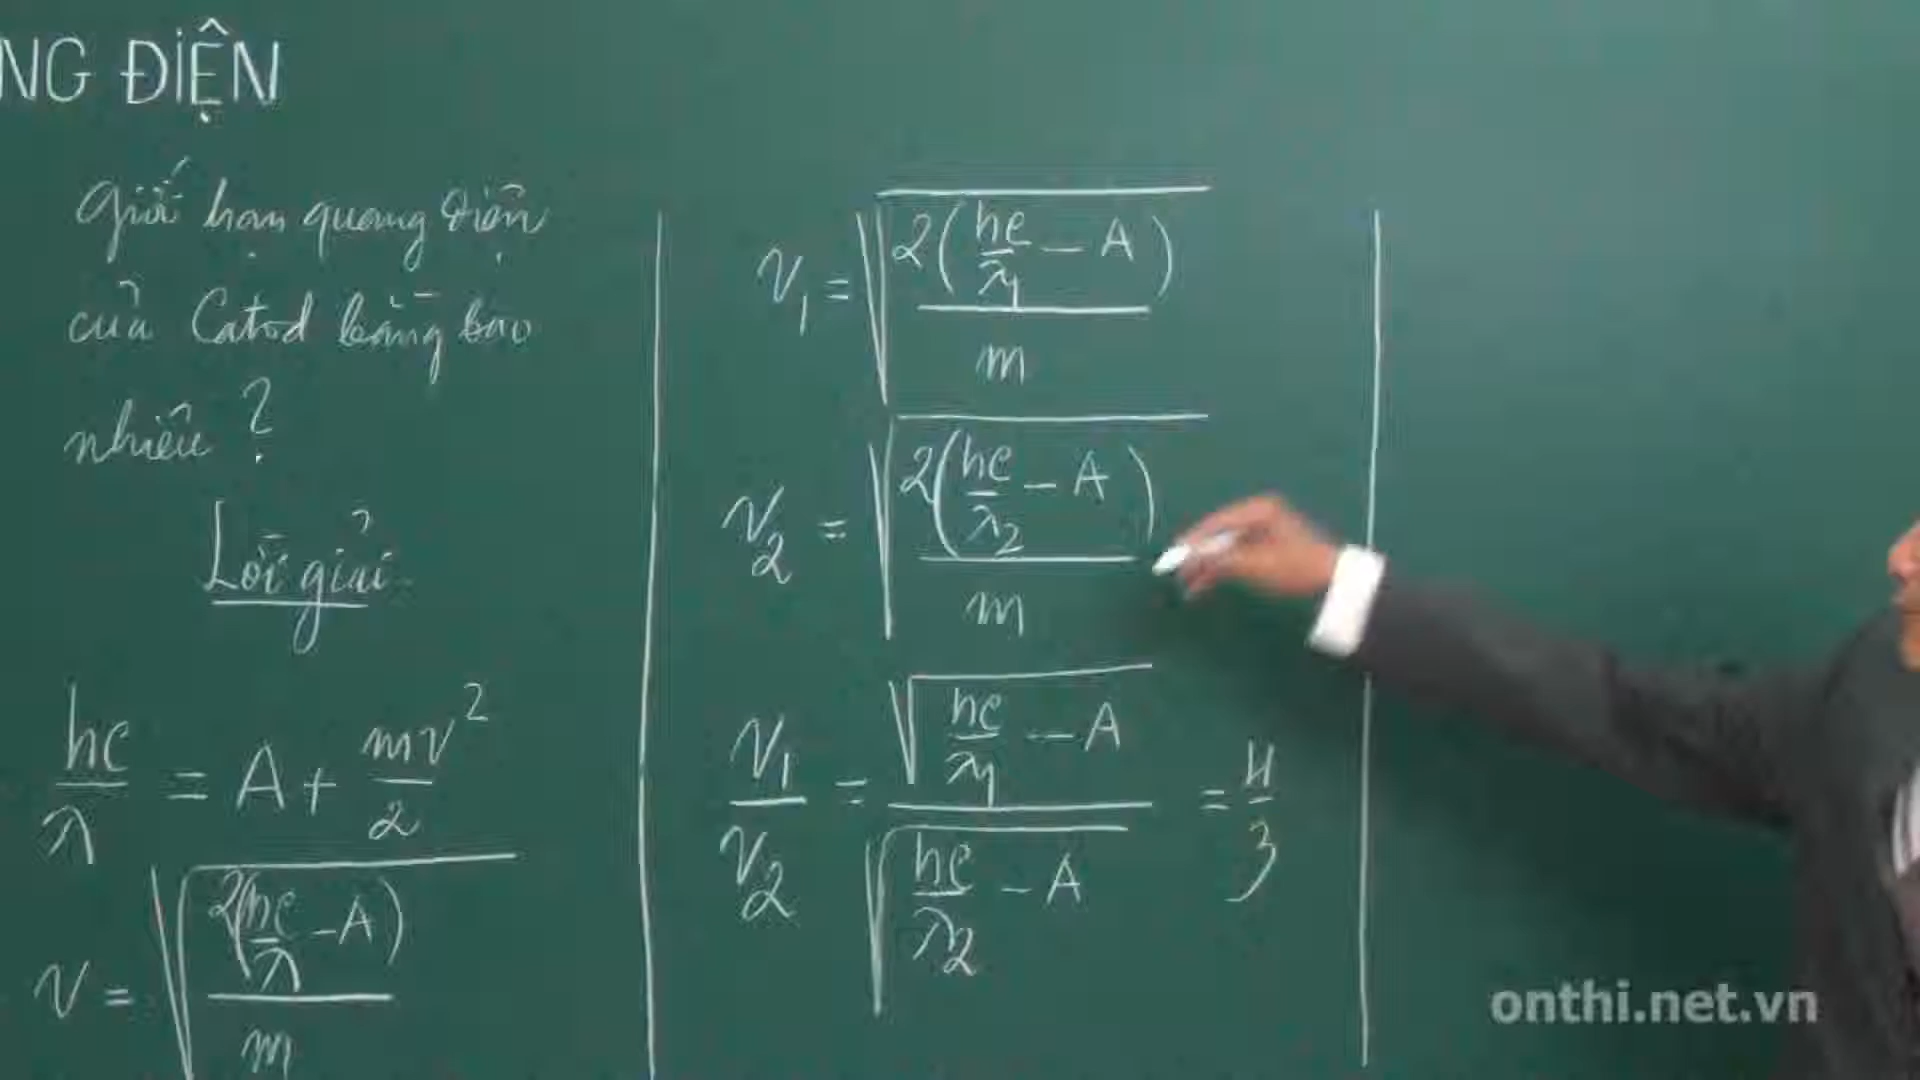 NG ĐIỆN
Giới hạn quang điện
của Catod bằng bao
nhiêu ?
Lời giải
hc/λ = A + mv²/2
v = √(2(hc/λ - A)/m)
v₁ = √(2(hc/λ₁ - A)/m)
v₂ = √(2(hc/λ₂ - A)/m)
v₁/v₂ = √(hc/λ₁ - A)/√(hc/λ₂ - A) = 4/3
onthi.net.vn